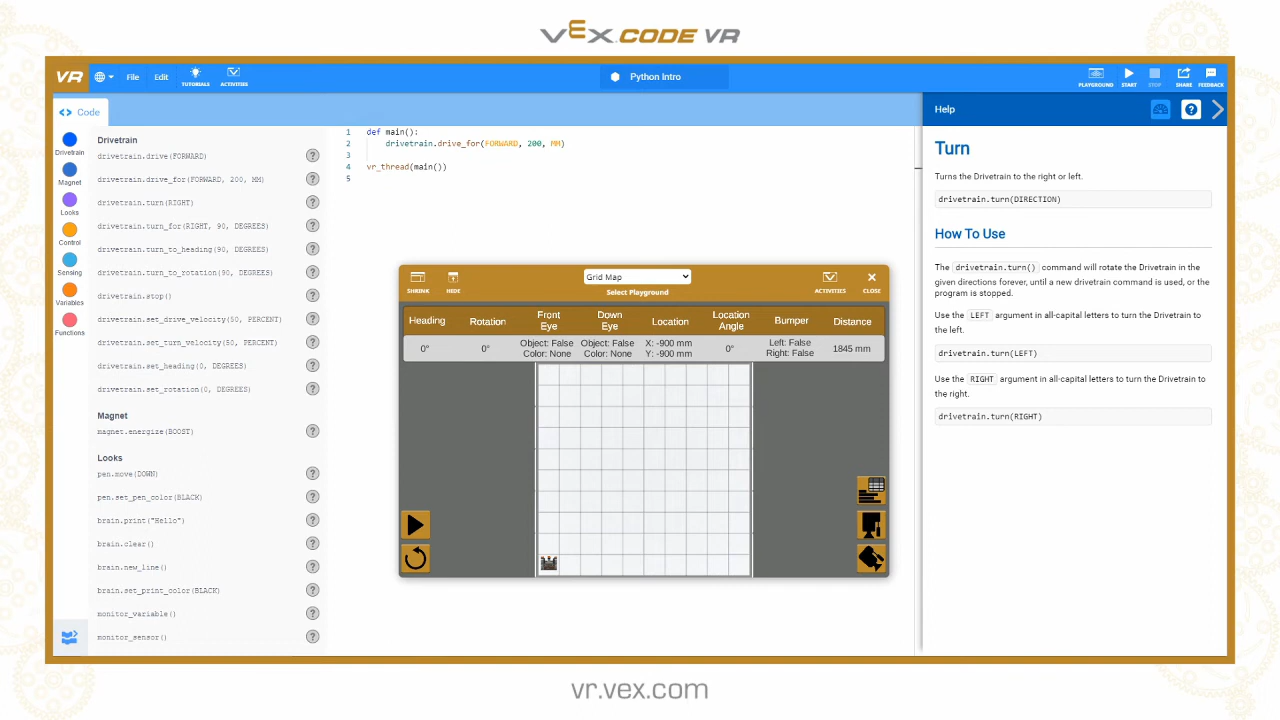 VEX CODE VR
VR
File
Edit
TUTORIALS
ACTIVITIES
Python Intro
PLAYGROUND
START
STOP
SHARE
FEEDBACK
Code
Drivetrain
Magnet
Looks
Control
Sensing
Variables
Functions
Drivetrain
drivetrain.drive(FORWARD)
drivetrain.drive_for(FORWARD, 200, MM)
drivetrain.turn(RIGHT)
drivetrain.turn_for(RIGHT, 90, DEGREES)
drivetrain.turn_to_heading(90, DEGREES)
drivetrain.turn_to_rotation(90, DEGREES)
drivetrain.stop()
drivetrain.set_drive_velocity(50, PERCENT)
drivetrain.set_turn_velocity(50, PERCENT)
drivetrain.set_heading(0, DEGREES)
drivetrain.set_rotation(0, DEGREES)
Magnet
magnet.energize(BOOST)
Looks
pen.move(DOWN)
pen.set_pen_color(BLACK)
brain.print("Hello")
brain.clear()
brain.new_line()
brain.set_print_color(BLACK)
monitor_variable()
monitor_sensor()
1 def main():
2 drivetrain.drive_for(FORWARD, 200, MM)
3
4 vr_thread(main())
5
SHRINK
HIDE
Grid Map
Select Playground
ACTIVITIES
CLOSE
Heading Rotation Front Eye Down Eye Location Location Angle Bumper Distance
0° 0° Object: False Object: False X: -900 mm 0° Left: False 1845 mm
Color: None Color: None Y: -900 mm Right: False
Help
Turn
Turns the Drivetrain to the right or left.
drivetrain.turn(DIRECTION)
How To Use
The drivetrain.turn() command will rotate the Drivetrain in the
given directions forever, until a new drivetrain command is used, or the
program is stopped.
Use the LEFT argument in all-capital letters to turn the Drivetrain to
the left.
drivetrain.turn(LEFT)
Use the RIGHT argument in all-capital letters to turn the Drivetrain to
the right.
drivetrain.turn(RIGHT)
vr.vex.com